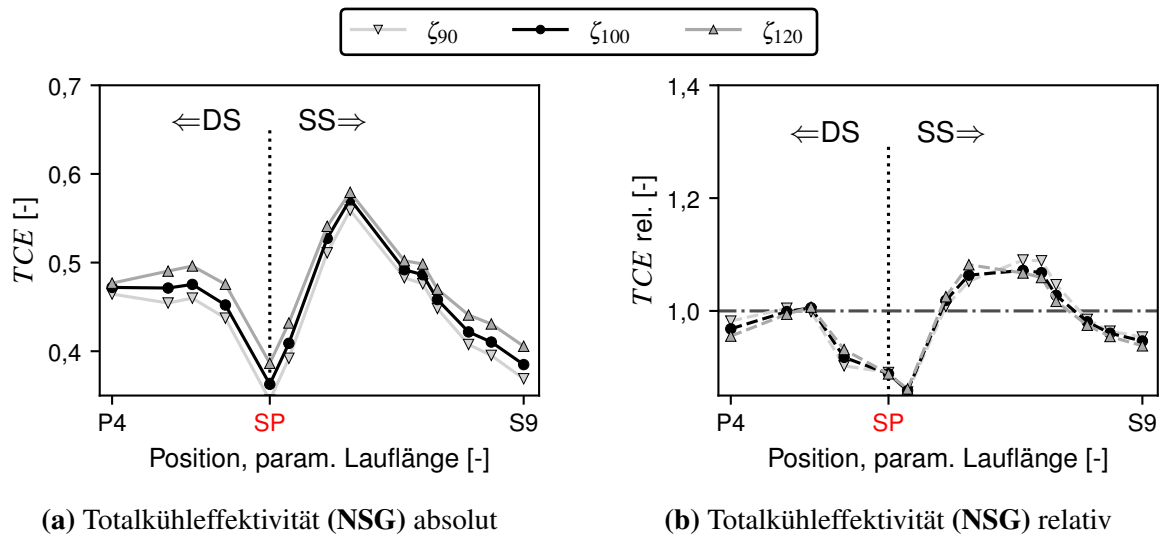 ζ90 ζ100 ζ120
0,7
0,6
0,5
0,4
TCE [-]
⇐DS SS⇒
P4 SP S9
Position, param. Lauflänge [-]
(a) Totalkühleffektivität (NSG) absolut
1,4
1,2
1,0
TCE rel. [-]
⇐DS SS⇒
P4 SP S9
Position, param. Lauflänge [-]
(b) Totalkühleffektivität (NSG) relativ